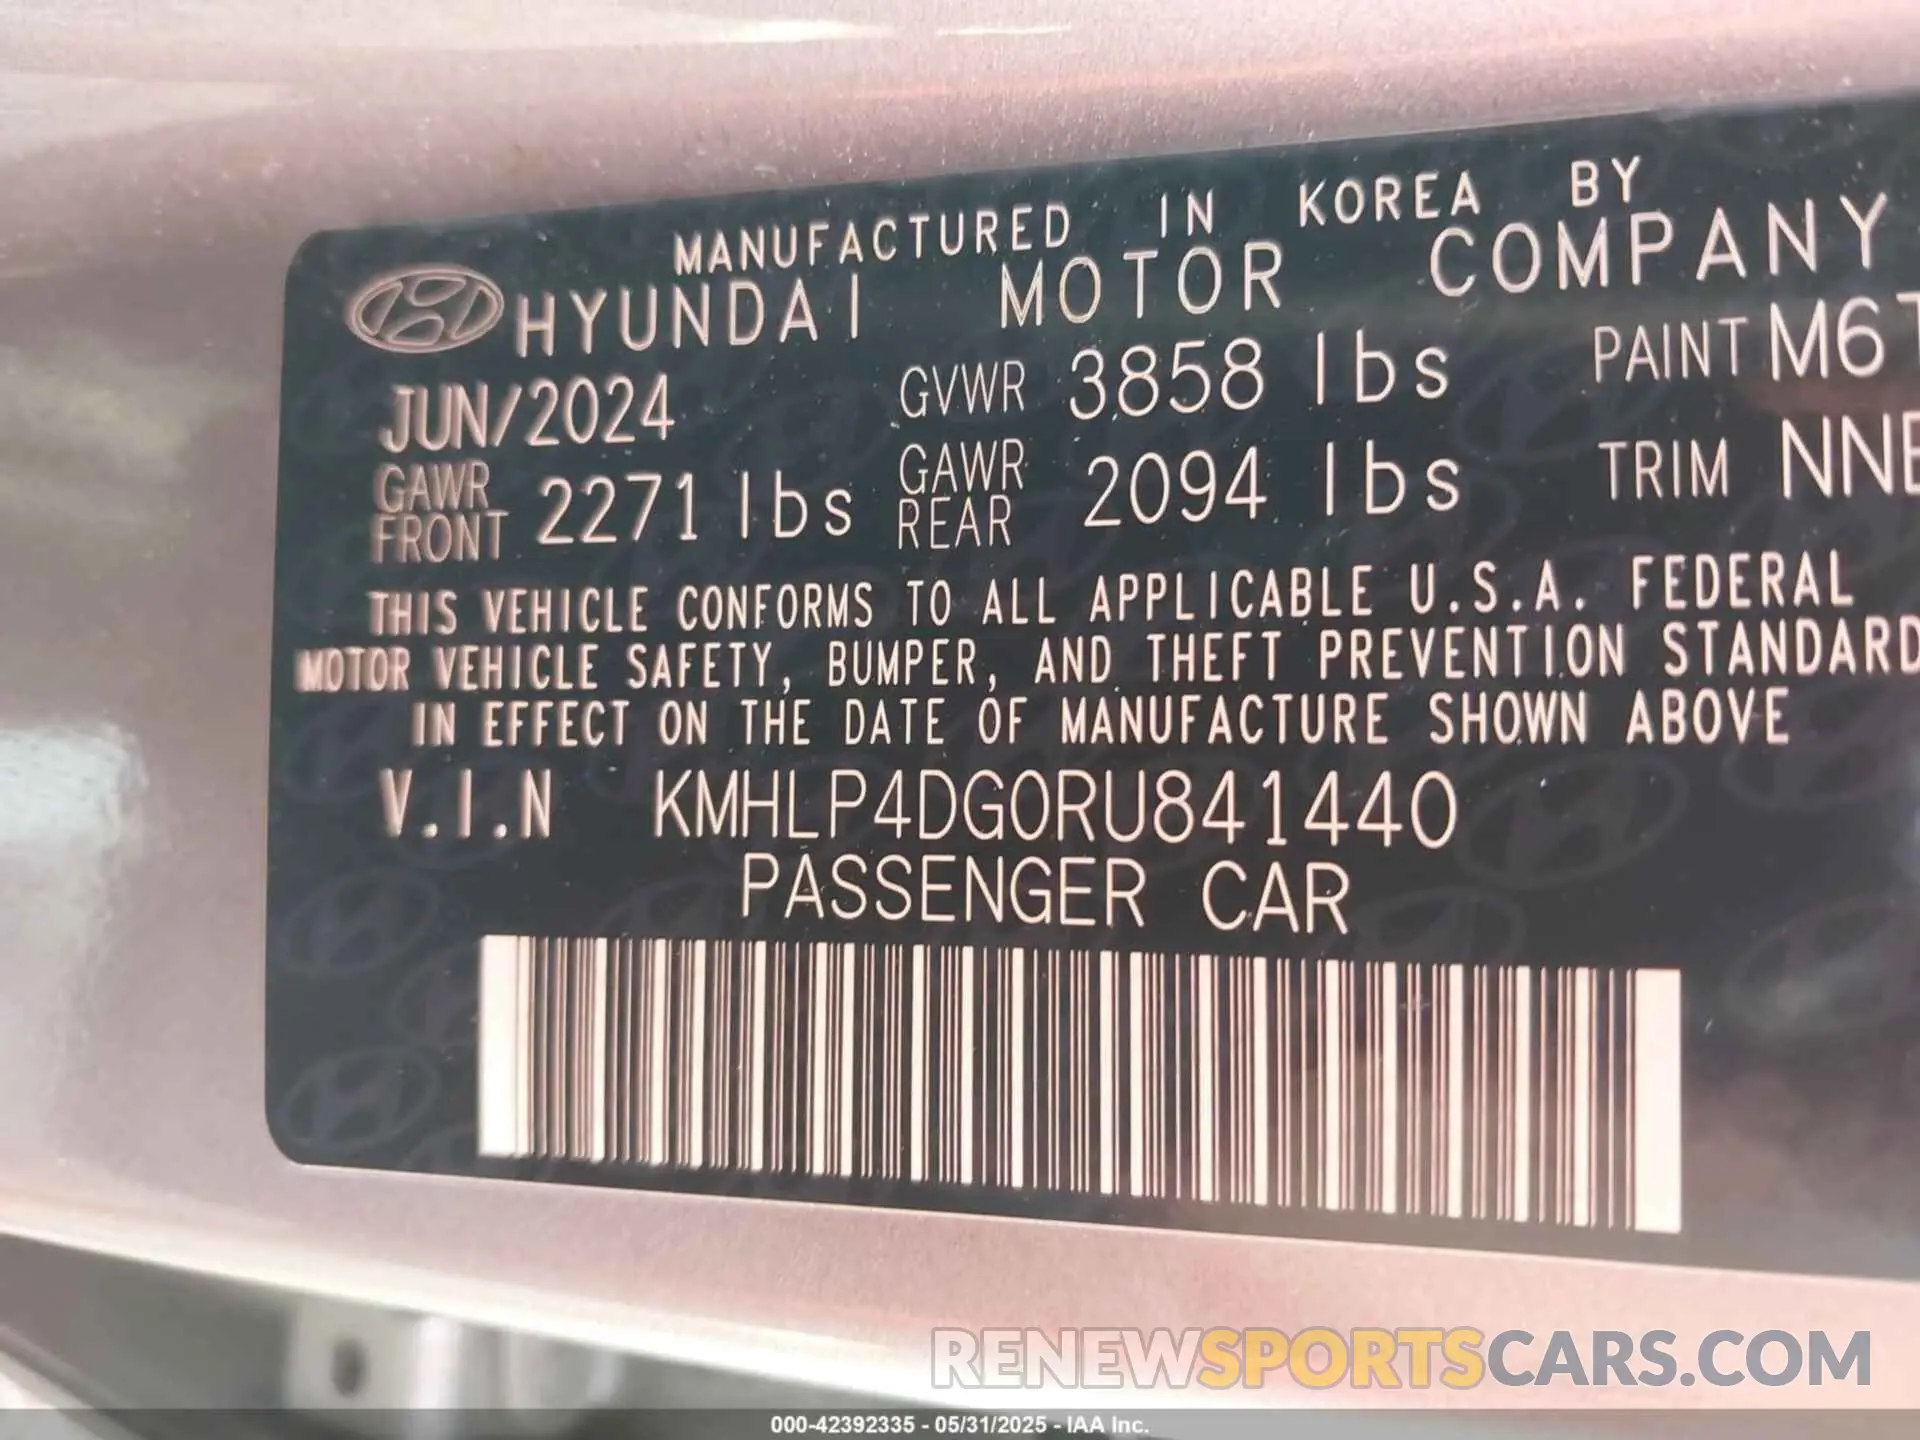 MANUFACTURED IN KOREA BY
HYUNDAI MOTOR COMPANY
JUN/2024 GVWR 3858 lbs PAINT M6T
GAWR FRONT 2271 lbs GAWR REAR 2094 lbs TRIM NNB
THIS VEHICLE CONFORMS TO ALL APPLICABLE U.S.A. FEDERAL
MOTOR VEHICLE SAFETY, BUMPER, AND THEFT PREVENTION STANDARD
IN EFFECT ON THE DATE OF MANUFACTURE SHOWN ABOVE
V.I.N KMHLP4DG0RU841440
PASSENGER CAR
RENEWSPORTSCARS.COM
000-42392335 - 05/31/2025 - IAA Inc.